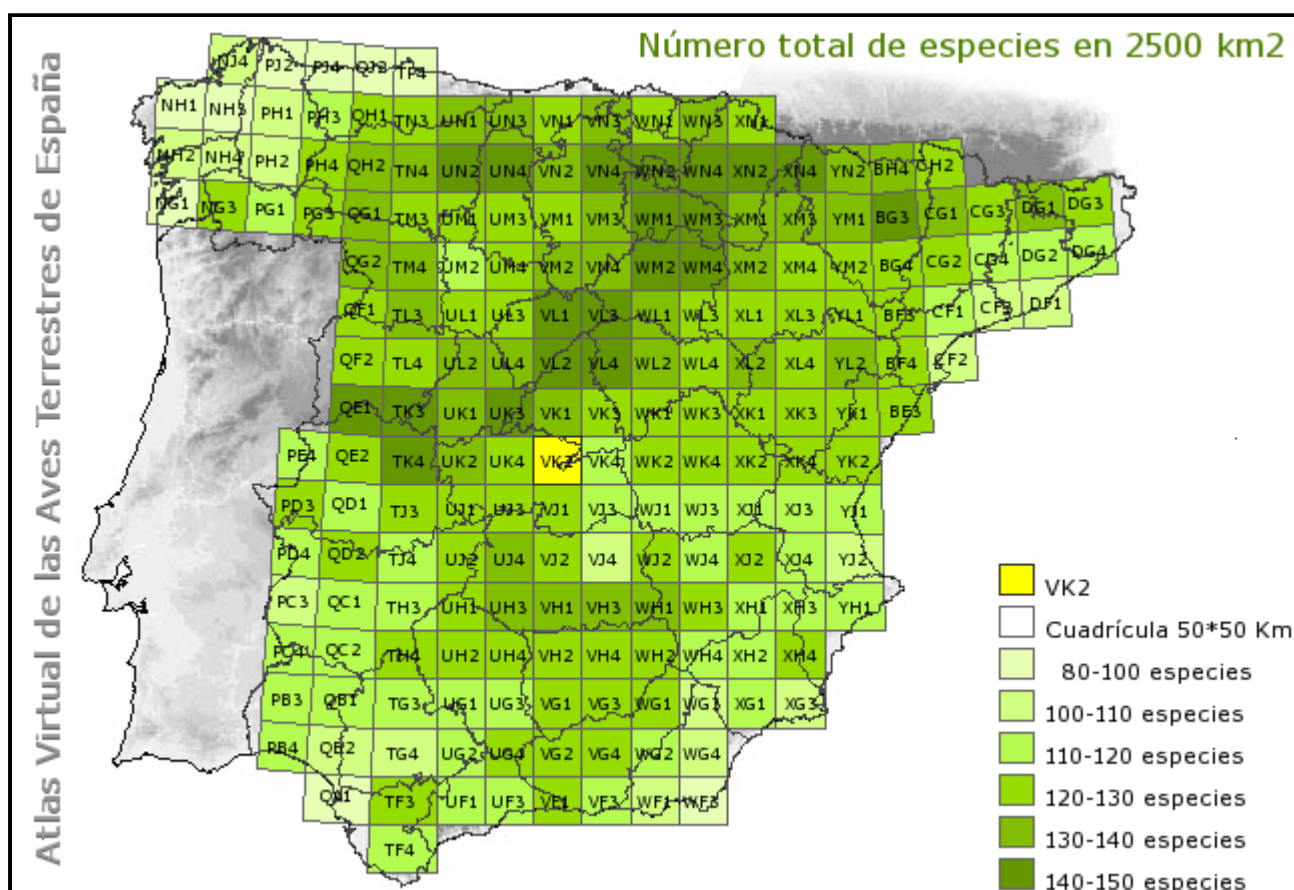 Número total de especies en 2500 km2
Atlas Virtual de las Aves Terrestres de España
NJ4 PJ2 PJ4 QJ2 TP4
NH1 NH3 PH1 PH3 QH1 TN3 UN1 UN3 VN1 VN3 WN1 WN3 XN1
NH2 NH4 PH2 PH4 QH2 TN4 UN2 UN4 VN2 VN4 WN2 WN4 XN2 XN4 YN2 BH4 CH2
NG1 NG3 PG1 PG3 QG1 TM3 UM1 UM3 VM1 VM3 WM1 WM3 XM1 XM3 YM1 BG3 CG1 CG3 DG1 DG3
QG2 TM4 UM2 UM4 VM2 VN4 WM2 WM4 XM2 XM4 YM2 BG4 CG2 CG4 DG2 DG4
QF1 TL3 UL1 UL3 VL1 VL3 WL1 WL3 XL1 XL3 YL1 BF3 CF1 CF3 DF1
QF2 TL4 UL2 UL4 VL2 VL4 WL2 WL4 XL2 XL4 YL2 BF4 CF2
QE1 TK3 UK1 UK3 VK1 VK3 WK1 WK3 XK1 XK3 YK1 BE3
PE4 QE2 TK4 UK2 UK4 VK2 VK4 WK2 WK4 XK2 XK4 YK2
PD3 QD1 TJ3 UJ1 UJ3 VJ1 VJ3 WJ1 WJ3 XJ1 XJ3 YJ1
PD4 QD2 TJ4 UJ2 UJ4 VJ2 VJ4 WJ2 WJ4 XJ2 XJ4 YJ2
PC3 QC1 TH3 UH1 UH3 VH1 VH3 WH1 WH3 XH1 XH3 YH1
PC4 QC2 TH4 UH2 UH4 VH2 VH4 WH2 WH4 XH2 XH4
PB3 QB1 TG3 UG1 UG3 VG1 VG3 WG1 WG3 XG1 XG3
PB4 QB2 TG4 UG2 UG4 VG2 VG4 WG2 WG4
TF3 UF1 UF3 VF1 VF3 WF1 WF3
TF4
VK2
Cuadrícula 50*50 Km
80-100 especies
100-110 especies
110-120 especies
120-130 especies
130-140 especies
140-150 especies